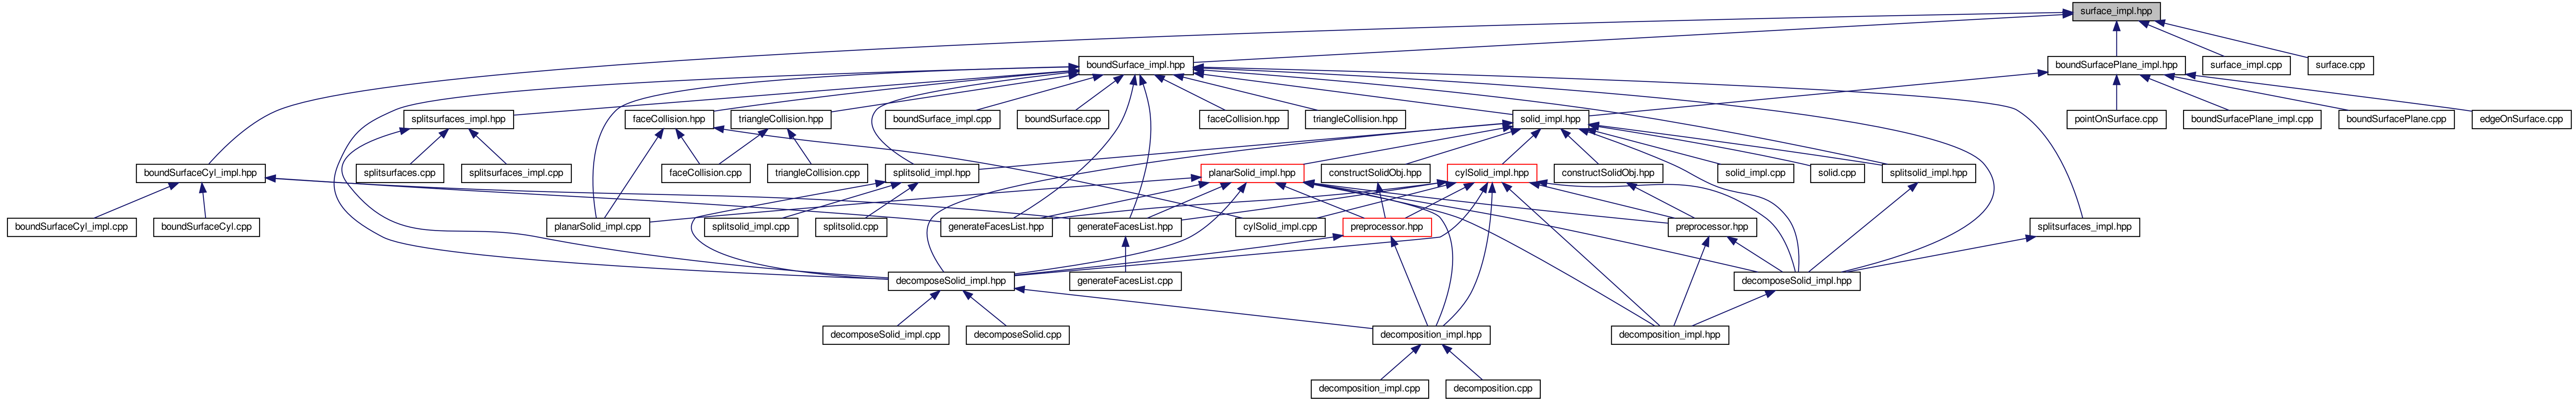 surface_impl.hpp
boundSurface_impl.hpp
boundSurfacePlane_impl.hpp
surface_impl.cpp
surface.cpp
splitsurfaces_impl.hpp
faceCollision.hpp
triangleCollision.hpp
boundSurface_impl.cpp
boundSurface.cpp
faceCollision.hpp
triangleCollision.hpp
solid_impl.hpp
pointOnSurface.cpp
boundSurfacePlane_impl.cpp
boundSurfacePlane.cpp
edgeOnSurface.cpp
boundSurfaceCyl_impl.hpp
splitsurfaces.cpp
splitsurfaces_impl.cpp
faceCollision.cpp
triangleCollision.cpp
splitsolid_impl.hpp
planarSolid_impl.hpp
constructSolidObj.hpp
cylSolid_impl.hpp
constructSolidObj.hpp
solid_impl.cpp
solid.cpp
splitsolid_impl.hpp
boundSurfaceCyl_impl.cpp
boundSurfaceCyl.cpp
planarSolid_impl.cpp
splitsolid_impl.cpp
splitsolid.cpp
generateFacesList.hpp
generateFacesList.hpp
cylSolid_impl.cpp
preprocessor.hpp
preprocessor.hpp
splitsurfaces_impl.hpp
decomposeSolid_impl.hpp
generateFacesList.cpp
decomposeSolid_impl.hpp
decomposeSolid_impl.cpp
decomposeSolid.cpp
decomposition_impl.hpp
decomposition_impl.hpp
decomposition_impl.cpp
decomposition.cpp